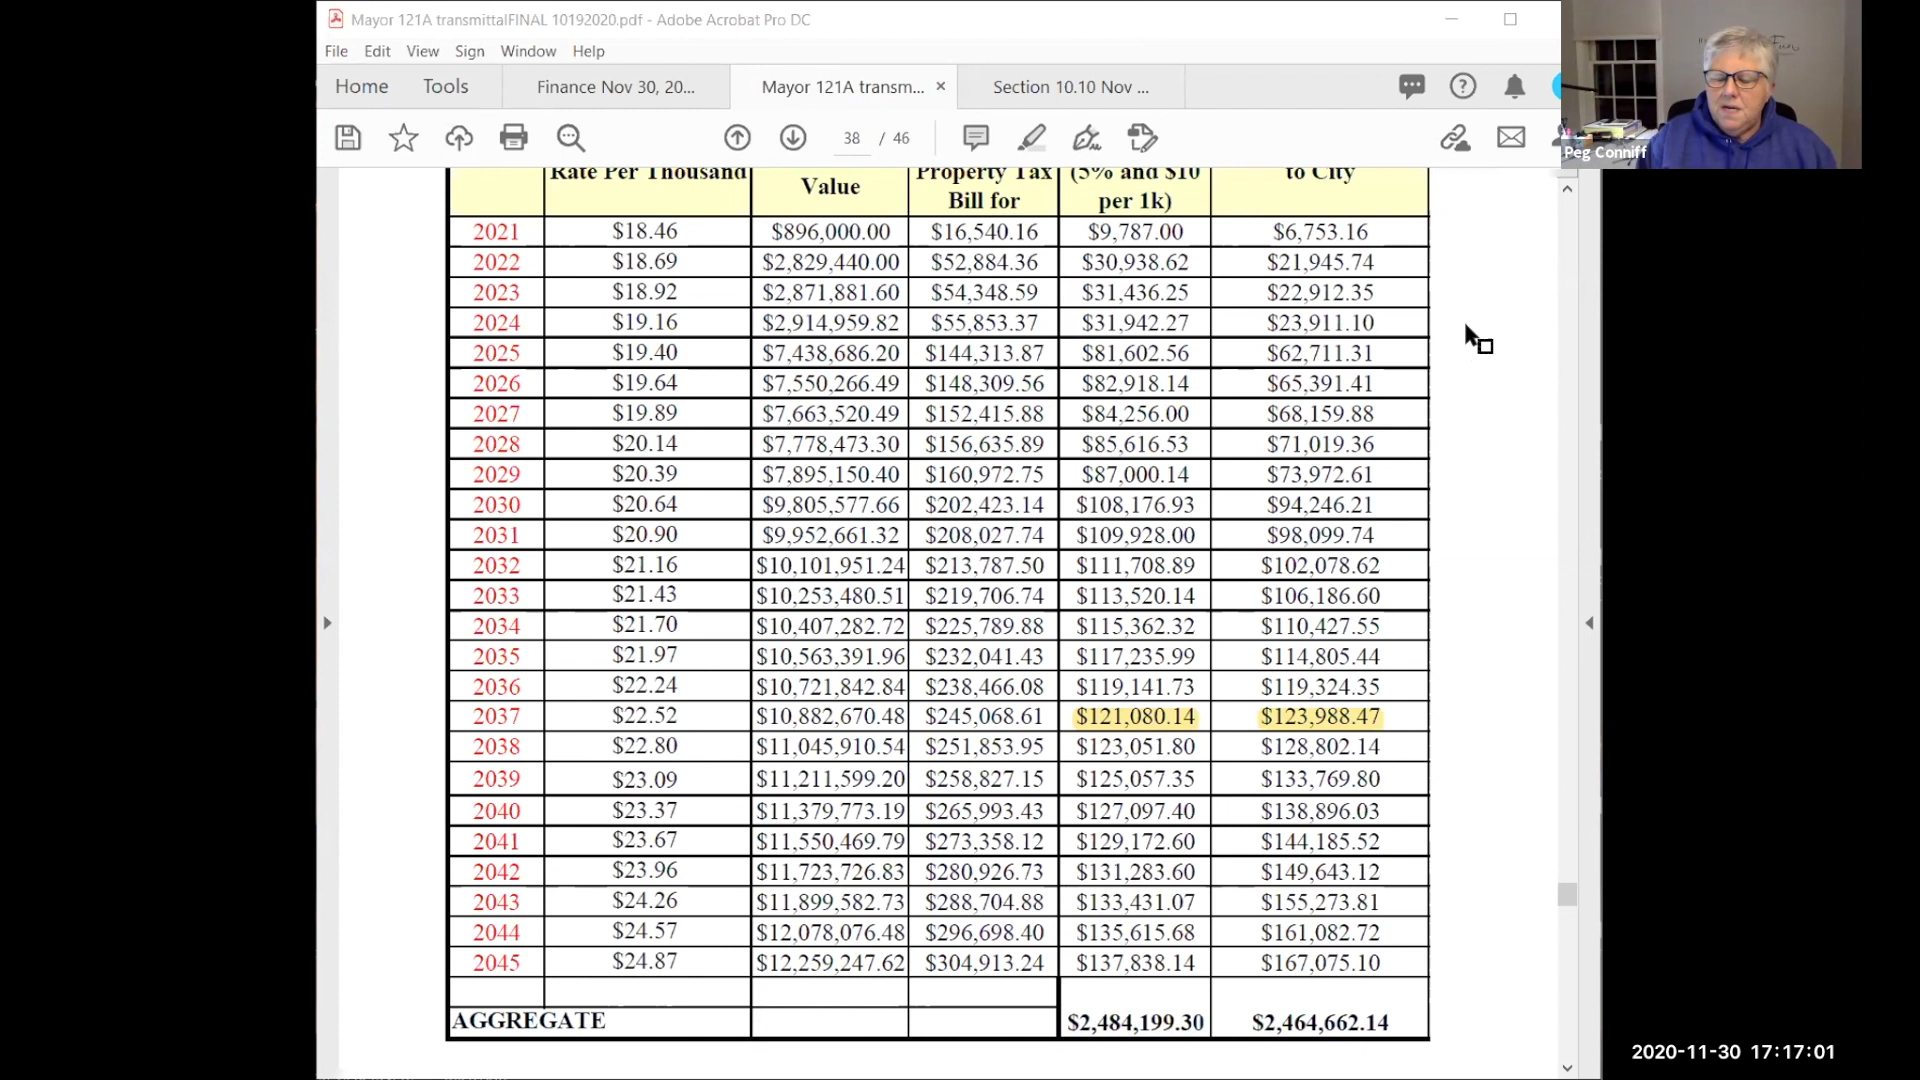 Mayor 121A transmittalFINAL 10192020.pdf - Adobe Acrobat Pro DC
File Edit View Sign Window Help
Home Tools Finance Nov 30, 20... Mayor 121A transm... × Section 10.10 Nov ...
38 / 46
Peg Conniff
Rate Per Thousand Value Property Tax Bill for (5% and $10 per 1k) to City
2021 $18.46 $896,000.00 $16,540.16 $9,787.00 $6,753.16
2022 $18.69 $2,829,440.00 $52,884.36 $30,938.62 $21,945.74
2023 $18.92 $2,871,881.60 $54,348.59 $31,436.25 $22,912.35
2024 $19.16 $2,914,959.82 $55,853.37 $31,942.27 $23,911.10
2025 $19.40 $7,438,686.20 $144,313.87 $81,602.56 $62,711.31
2026 $19.64 $7,550,266.49 $148,309.56 $82,918.14 $65,391.41
2027 $19.89 $7,663,520.49 $152,415.88 $84,256.00 $68,159.88
2028 $20.14 $7,778,473.30 $156,635.89 $85,616.53 $71,019.36
2029 $20.39 $7,895,150.40 $160,972.75 $87,000.14 $73,972.61
2030 $20.64 $9,805,577.66 $202,423.14 $108,176.93 $94,246.21
2031 $20.90 $9,952,661.32 $208,027.74 $109,928.00 $98,099.74
2032 $21.16 $10,101,951.24 $213,787.50 $111,708.89 $102,078.62
2033 $21.43 $10,253,480.51 $219,706.74 $113,520.14 $106,186.60
2034 $21.70 $10,407,282.72 $225,789.88 $115,362.32 $110,427.55
2035 $21.97 $10,563,391.96 $232,041.43 $117,235.99 $114,805.44
2036 $22.24 $10,721,842.84 $238,466.08 $119,141.73 $119,324.35
2037 $22.52 $10,882,670.48 $245,068.61 $121,080.14 $123,988.47
2038 $22.80 $11,045,910.54 $251,853.95 $123,051.80 $128,802.14
2039 $23.09 $11,211,599.20 $258,827.15 $125,057.35 $133,769.80
2040 $23.37 $11,379,773.19 $265,993.43 $127,097.40 $138,896.03
2041 $23.67 $11,550,469.79 $273,358.12 $129,172.60 $144,185.52
2042 $23.96 $11,723,726.83 $280,926.73 $131,283.60 $149,643.12
2043 $24.26 $11,899,582.73 $288,704.88 $133,431.07 $155,273.81
2044 $24.57 $12,078,076.48 $296,698.40 $135,615.68 $161,082.72
2045 $24.87 $12,259,247.62 $304,913.24 $137,838.14 $167,075.10
AGGREGATE $2,484,199.30 $2,464,662.14
2020-11-30 17:17:01